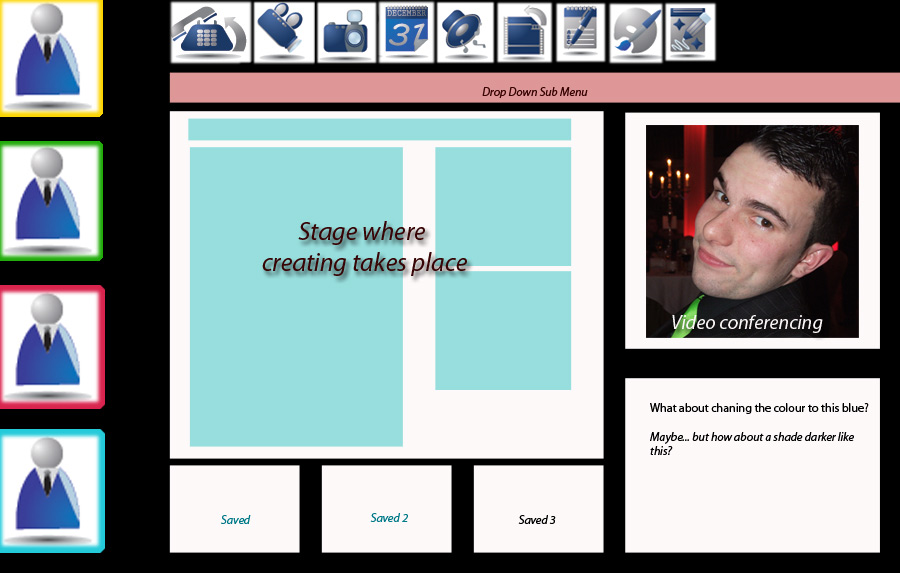 DECEMBER
31
Drop Down Sub Menu
Stage where
creating takes place
Video conferencing
What about chaning the colour to this blue?
Maybe... but how about a shade darker like
this?
Saved
Saved 2
Saved 3